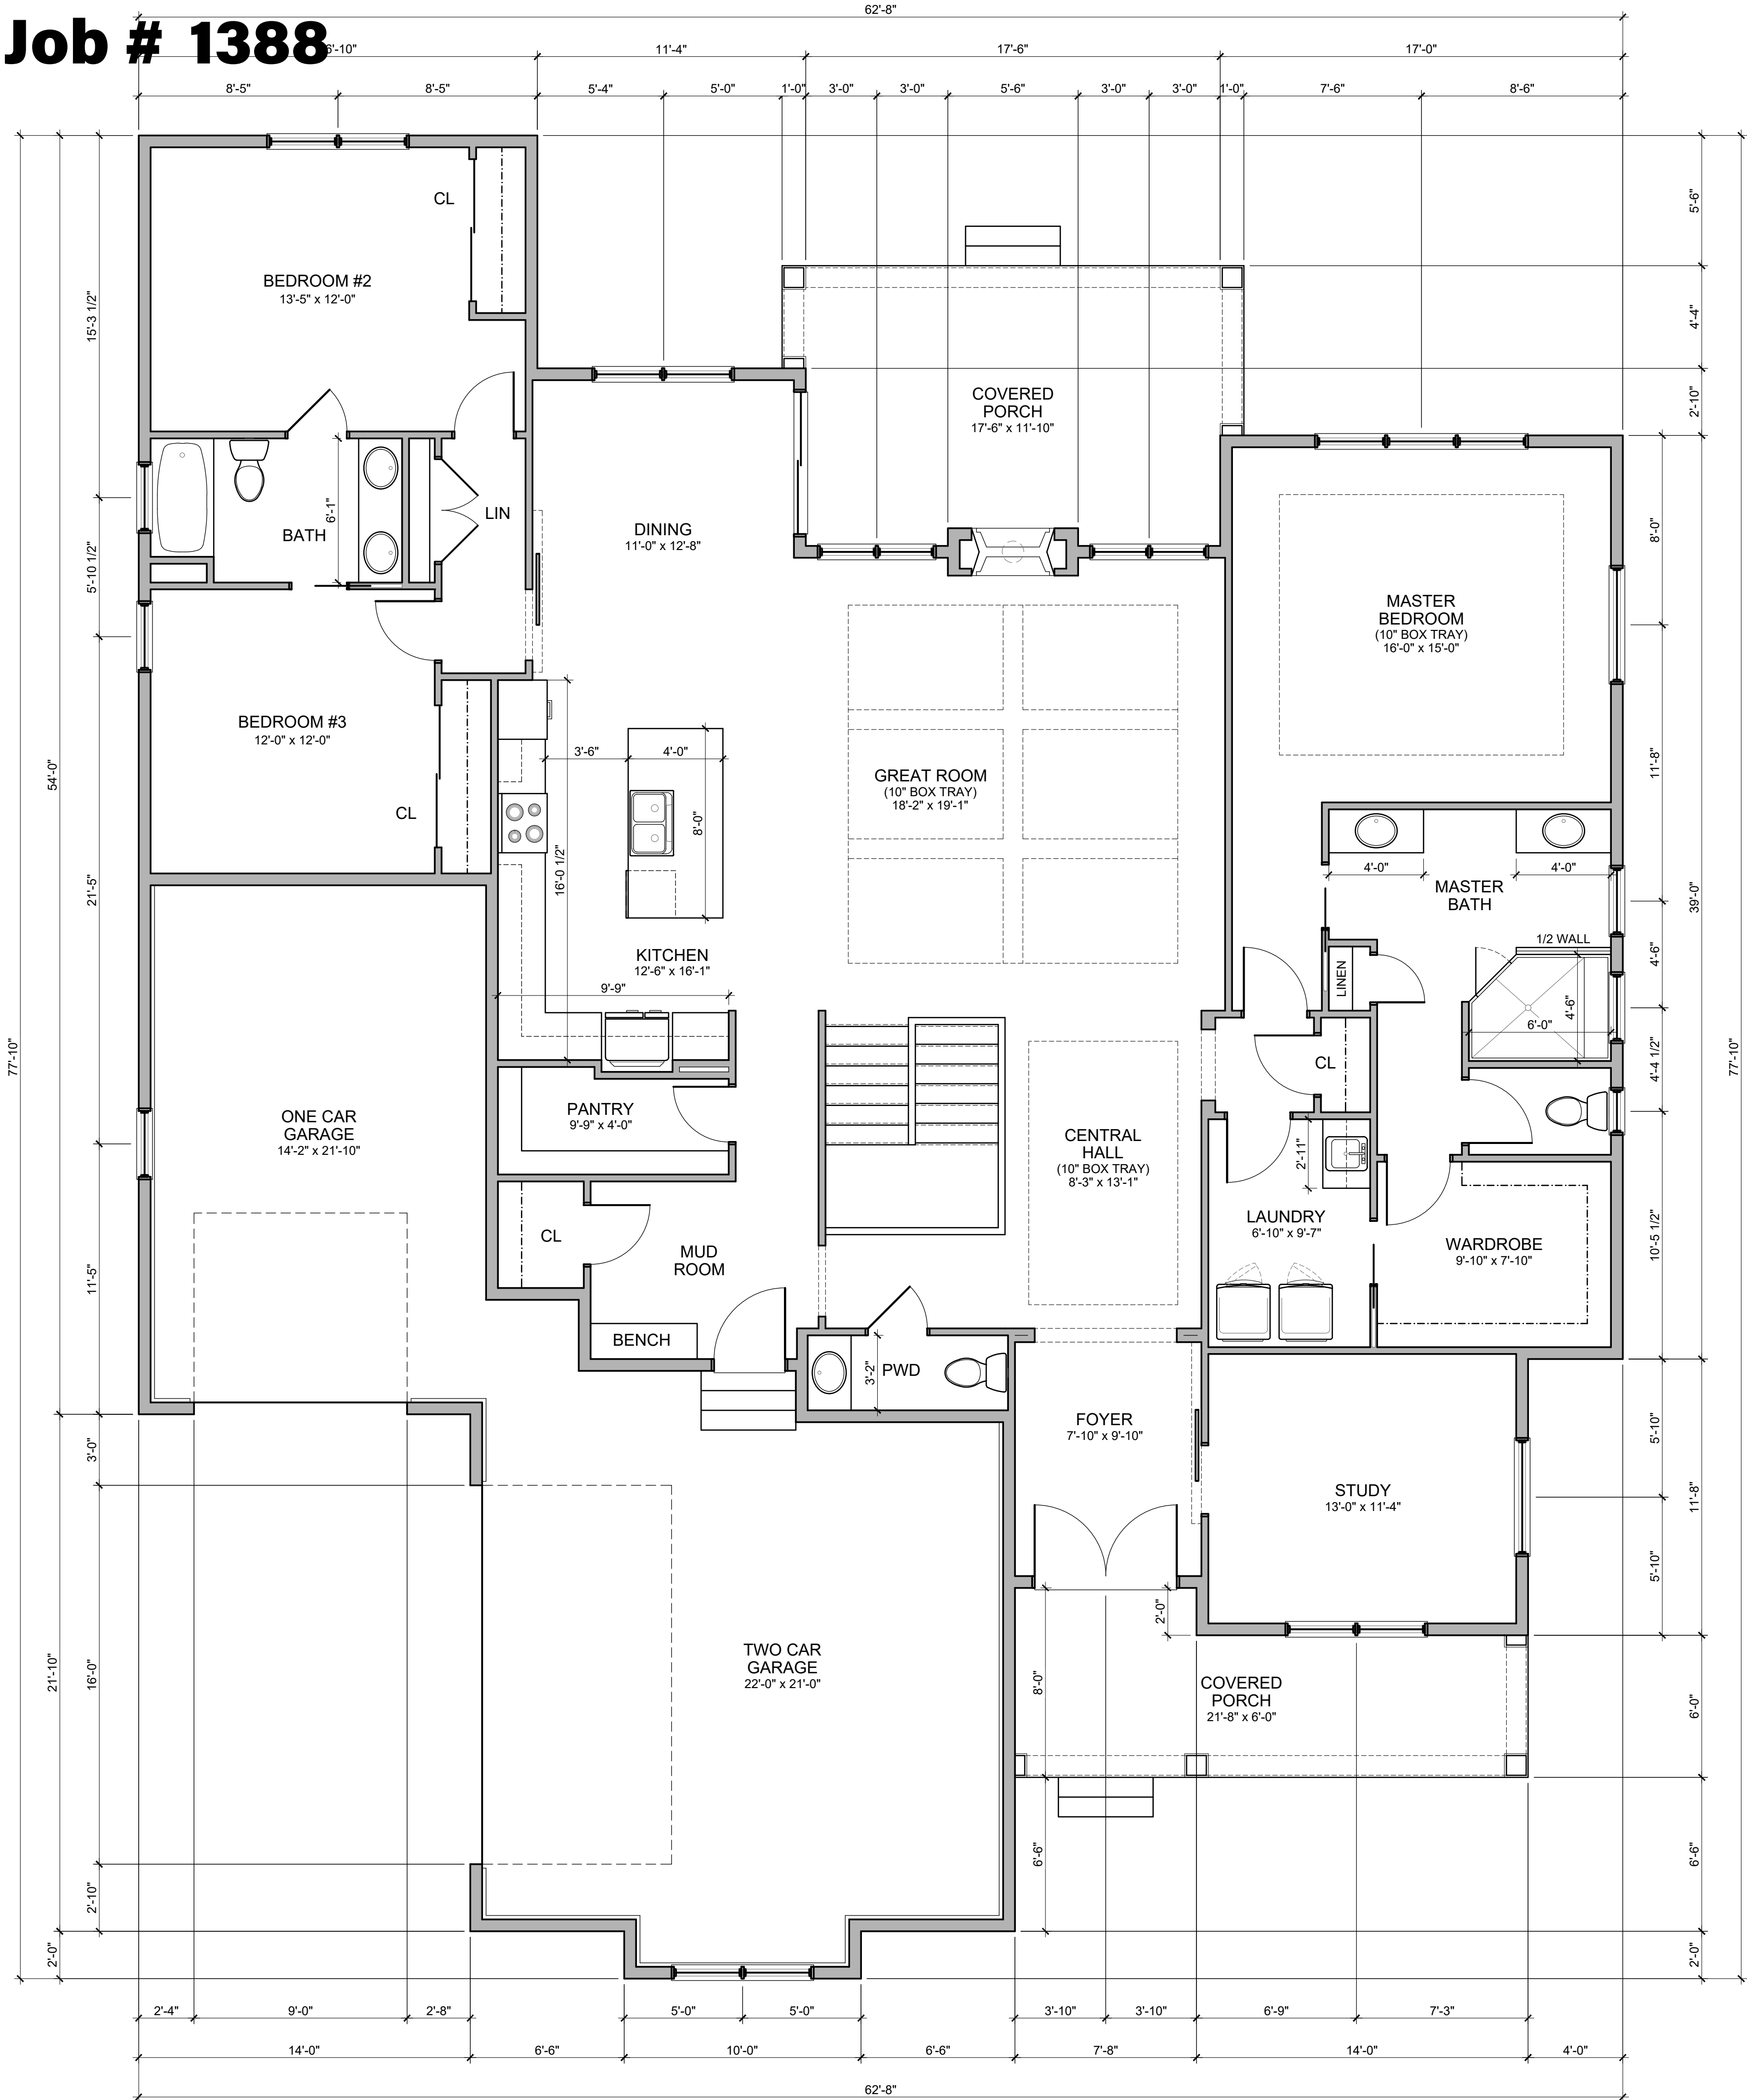 62'-8"
Job # 1388
6'-10"
11'-4"
17'-6"
17'-0"
8'-5"
8'-5"
5'-4"
5'-0"
1'-0"
3'-0"
3'-0"
5'-6"
3'-0"
3'-0"
1'-0"
7'-6"
8'-6"
77'-10"
54'-0"
21'-10"
2'-0"
15'-3 1/2"
5'-10 1/2"
21'-5"
11'-5"
3'-0"
16'-0"
2'-10"
CL
BEDROOM #2
13'-5" x 12'-0"
COVERED
PORCH
17'-6" x 11'-10"
BATH
6'-1"
LIN
DINING
11'-0" x 12'-8"
MASTER
BEDROOM
(10" BOX TRAY)
16'-0" x 15'-0"
BEDROOM #3
12'-0" x 12'-0"
CL
3'-6"
4'-0"
8'-0"
16'-0 1/2"
GREAT ROOM
(10" BOX TRAY)
18'-2" x 19'-1"
4'-0"
4'-0"
MASTER
BATH
1/2 WALL
LINEN
4'-6"
6'-0"
KITCHEN
12'-6" x 16'-1"
9'-9"
CL
ONE CAR
GARAGE
14'-2" x 21'-10"
PANTRY
9'-9" x 4'-0"
CENTRAL
HALL
(10" BOX TRAY)
8'-3" x 13'-1"
2'-11"
LAUNDRY
6'-10" x 9'-7"
WARDROBE
9'-10" x 7'-10"
CL
MUD
ROOM
BENCH
3'-2"
PWD
FOYER
7'-10" x 9'-10"
STUDY
13'-0" x 11'-4"
2'-0"
TWO CAR
GARAGE
22'-0" x 21'-0"
8'-0"
COVERED
PORCH
21'-8" x 6'-0"
6'-6"
5'-6"
4'-4"
2'-10"
8'-0"
11'-8"
4'-6"
4'-4 1/2"
10'-5 1/2"
5'-10"
5'-10"
39'-0"
11'-8"
6'-0"
6'-6"
2'-0"
77'-10"
2'-4"
9'-0"
2'-8"
5'-0"
5'-0"
3'-10"
3'-10"
6'-9"
7'-3"
14'-0"
6'-6"
10'-0"
6'-6"
7'-8"
14'-0"
4'-0"
62'-8"